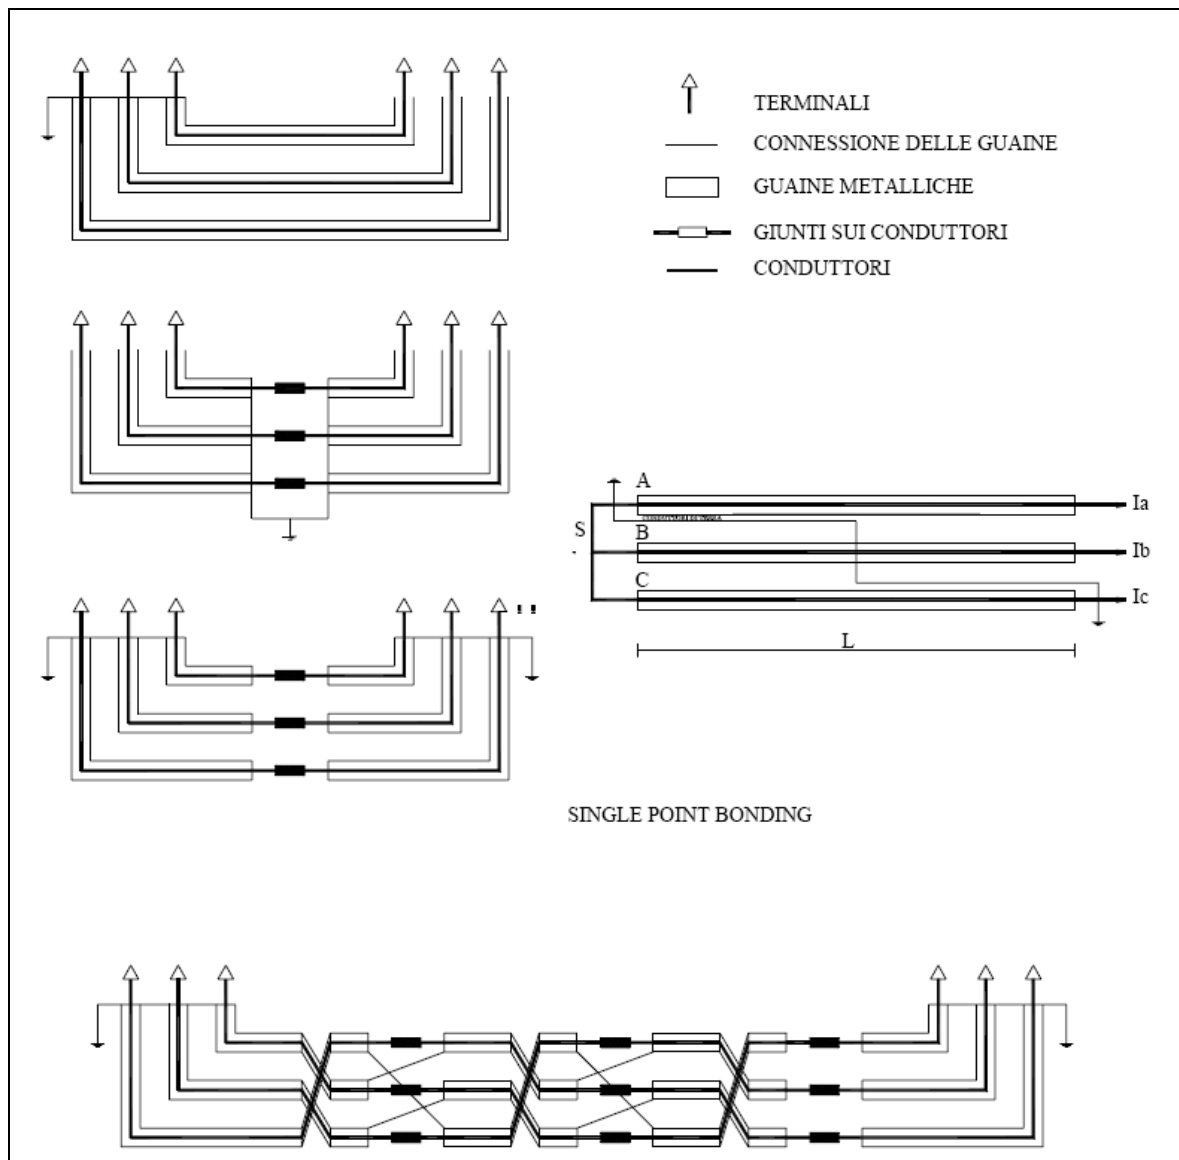 TERMINALI
CONNESSIONE DELLE GUAINE
GUAINE METALLICHE
GIUNTI SUI CONDUTTORI
CONDUTTORI
A
Ia
S
B
Ib
C
Ic
L
SINGLE POINT BONDING